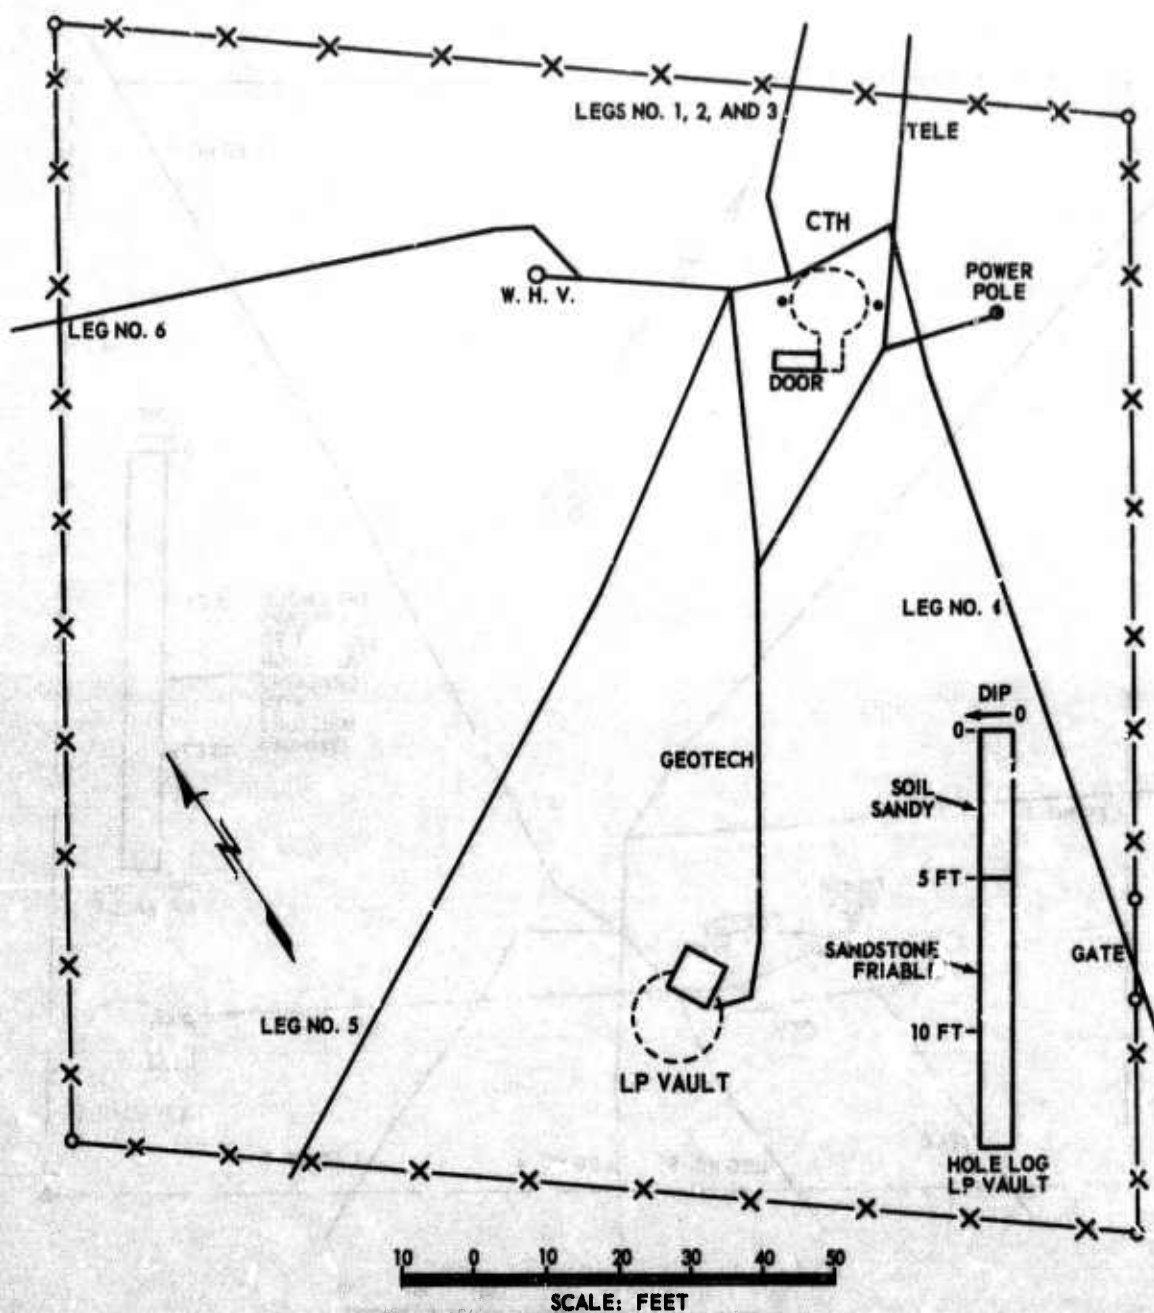 LEGS NO. 1, 2, AND 3
TELE
CTH
POWER
POLE
W. H. V.
LEG NO. 6
DOOR
LEG NO.
DIP
0
0
GEOTECH
SOIL
SANDY
5 FT
SANDSTONE
FRIABL
GATE
LEG NO. 5
10 FT
LP VAULT
HOLE LOG
LP VAULT
10 0 10 20 30 40 50
SCALE: FEET